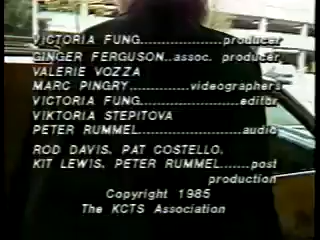 VICTORIA FUNG....................producer
GINGER FERGUSON..assoc. producer
VALERIE VOZZA
MARC PINGRY..............videographers
VICTORIA FUNG.......................editor
VIKTORIA STEPITOVA
PETER RUMMEL.......................audio
ROD DAVIS, PAT COSTELLO,
KIT LEWIS, PETER RUMMEL.......post
production
Copyright 1985
The KCTS Association